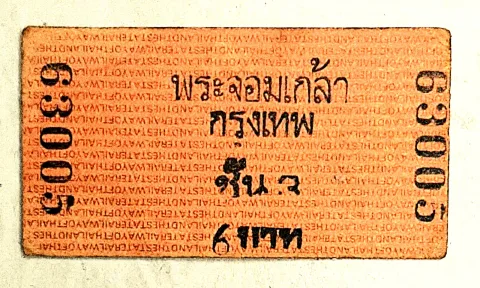 พระจอมเกล้า
กรุงเทพ
ชั้น ๓
๖ บาท
63005
63005